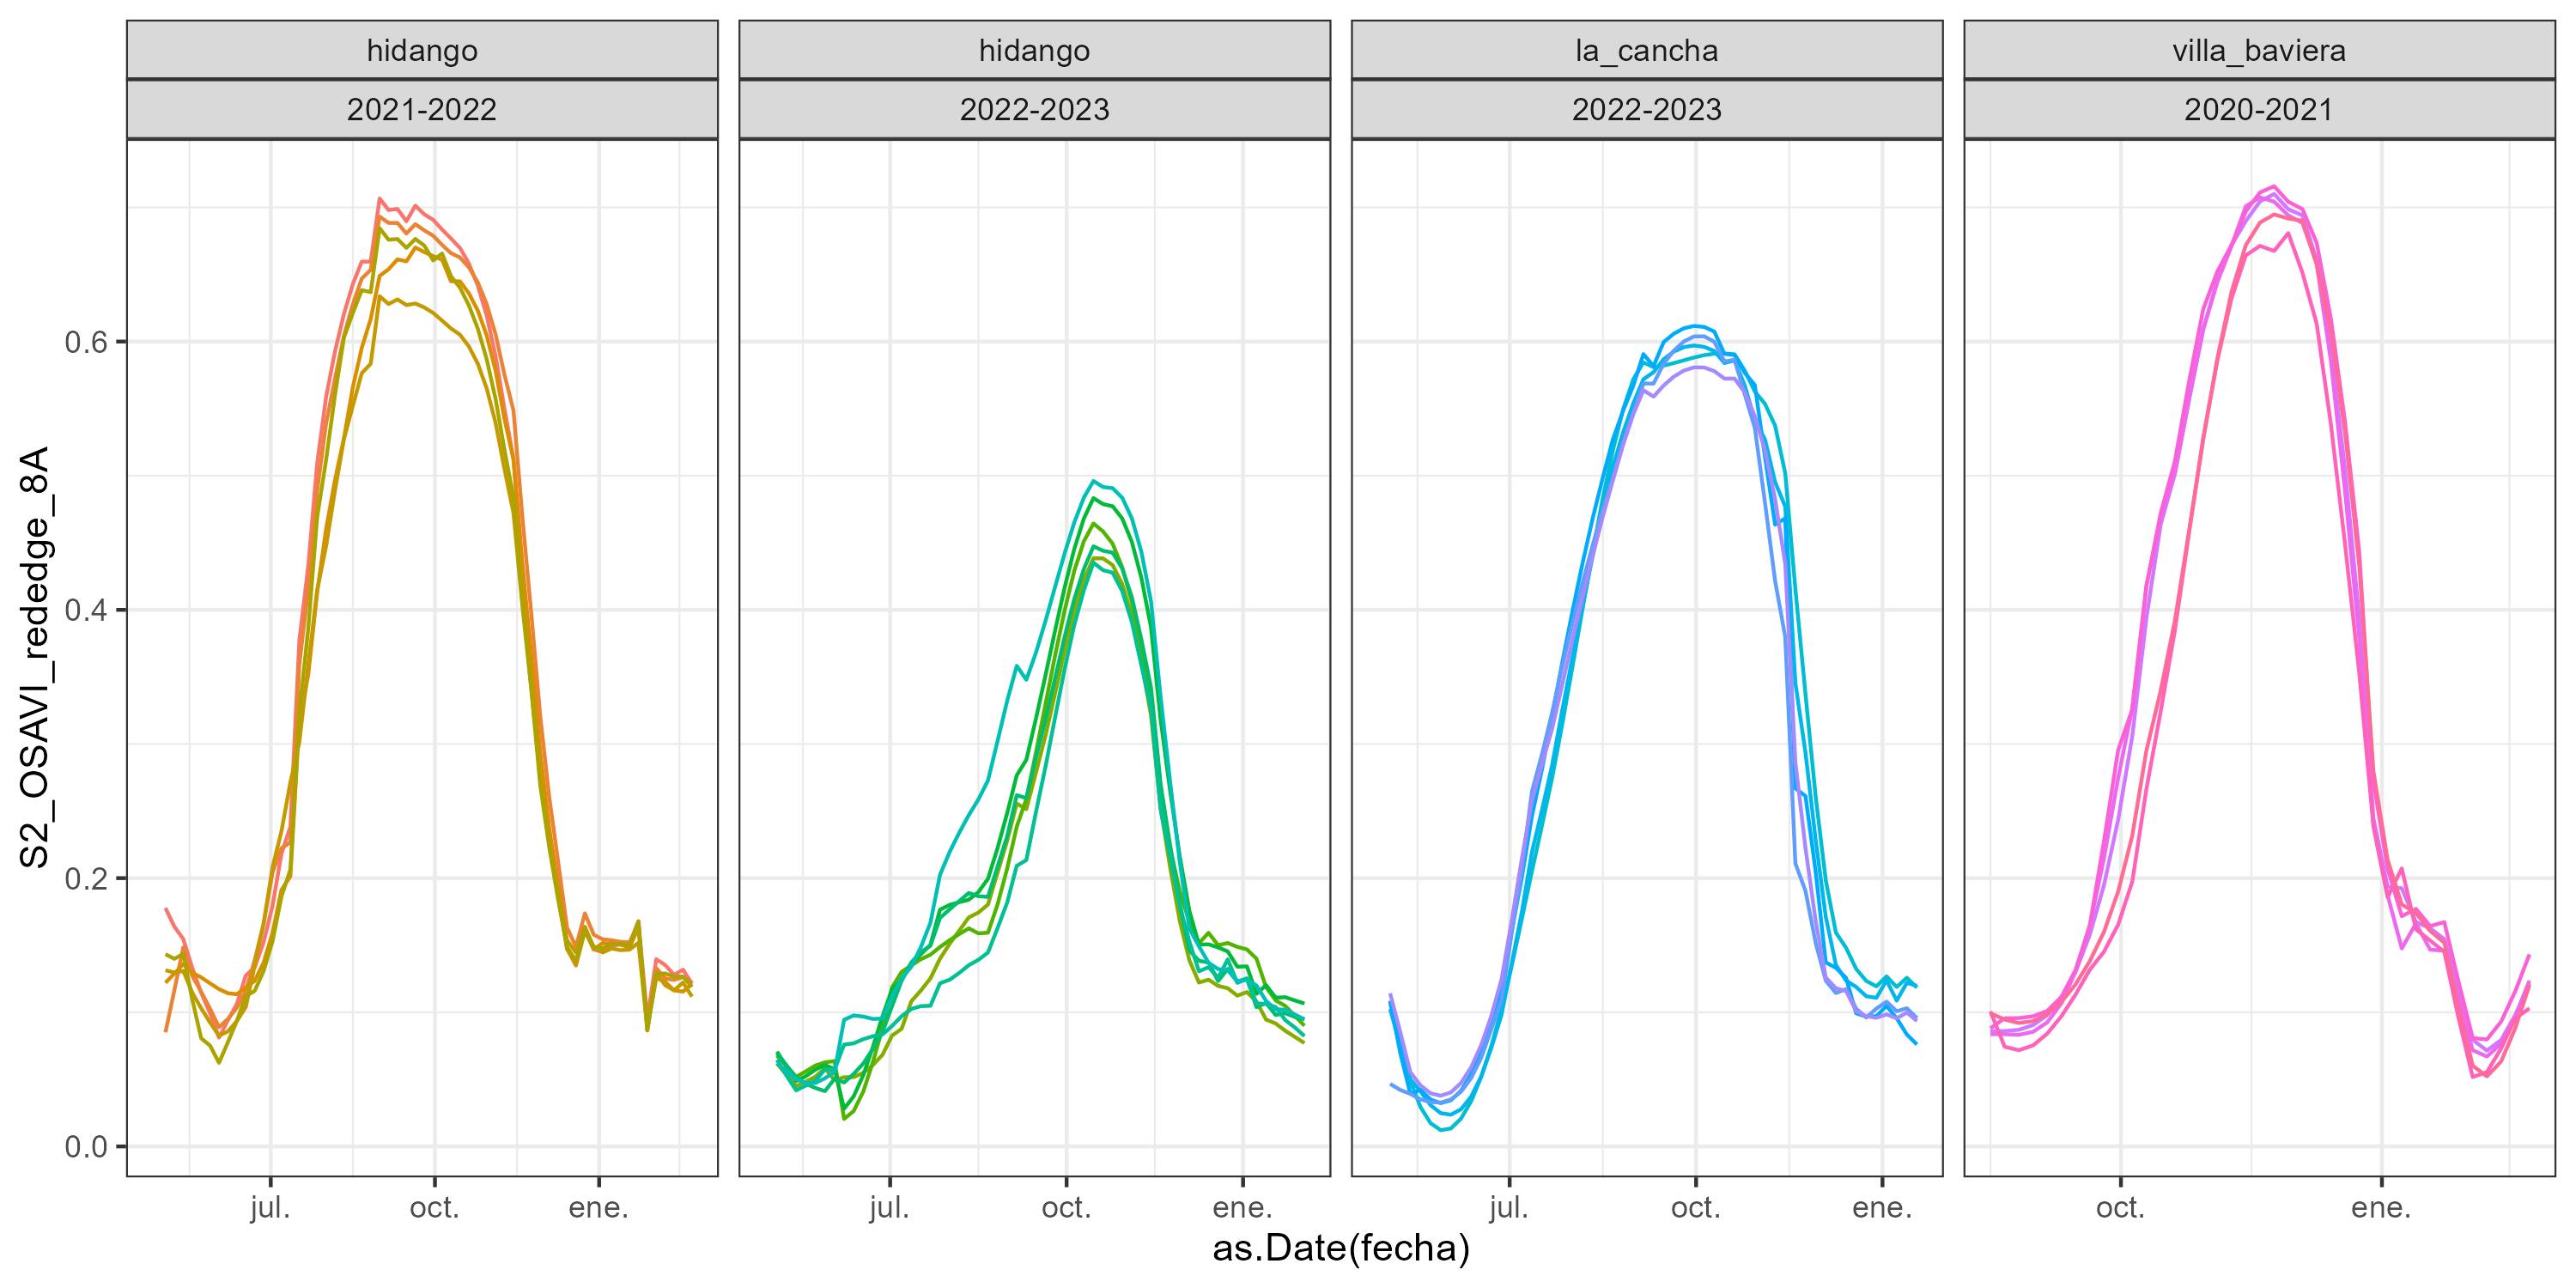 hidango
hidango
la_cancha
villa_baviera
2021-2022
2022-2023
2022-2023
2020-2021
S2_OSAVI_rededge_8A
0.6
0.4
0.2
0.0
jul. oct. ene.
jul. oct. ene.
jul. oct. ene.
oct. ene.
as.Date(fecha)